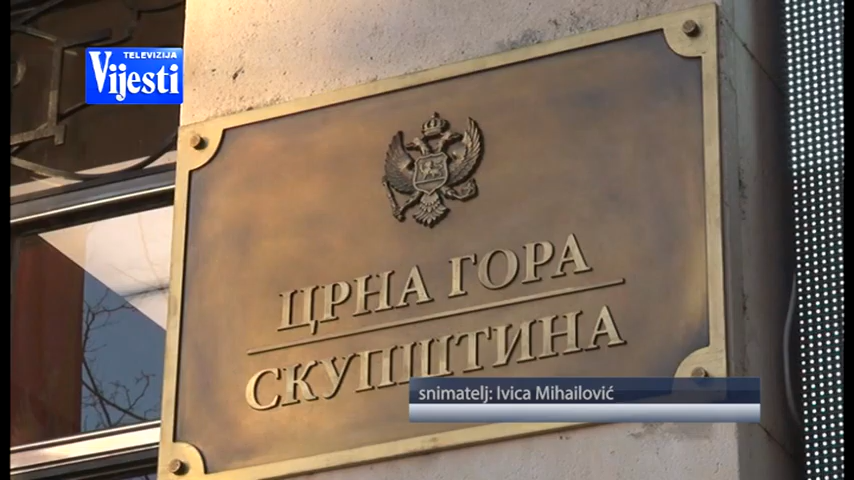 TELEVIZIJA
Vijesti
ЦРНА ГОРА
СКУПШТИНА
snimatelj: Ivica Mihailović